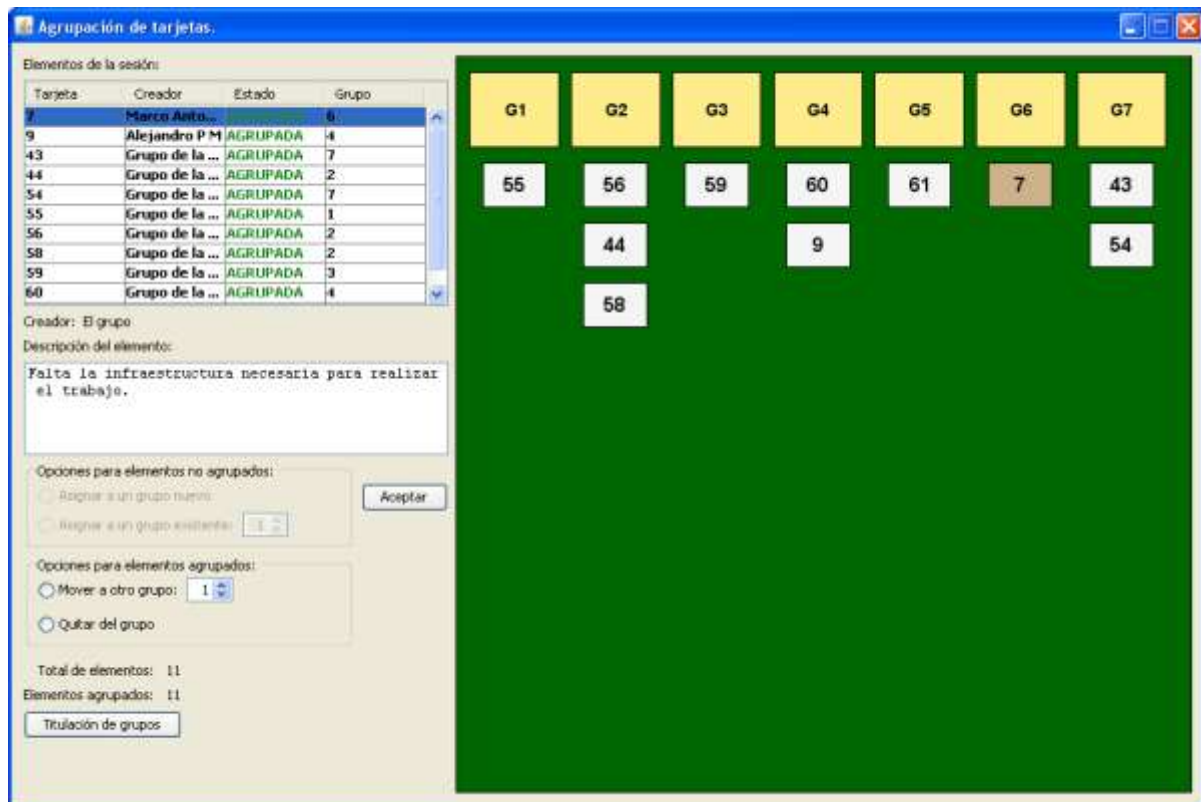 Agrupación de tarjetas.
Elementos de la sesión:
Tarjeta Creador Estado Grupo
7 Marco Anto... 6
9 Alejandro P M AGRUPADA 4
43 Grupo de la ... AGRUPADA 7
44 Grupo de la ... AGRUPADA 2
54 Grupo de la ... AGRUPADA 7
55 Grupo de la ... AGRUPADA 1
56 Grupo de la ... AGRUPADA 2
58 Grupo de la ... AGRUPADA 2
59 Grupo de la ... AGRUPADA 3
60 Grupo de la ... AGRUPADA 4
Creador: El grupo
Descripción del elemento:
Falta la infraestructura necesaria para realizar
el trabajo.
Opciones para elementos no agrupados:
Asignar a un grupo nuevo
Asignar a un grupo existente: 1
Aceptar
Opciones para elementos agrupados:
Mover a otro grupo: 1
Quitar del grupo
Total de elementos: 11
Elementos agrupados: 11
Titulación de grupos
G1 G2 G3 G4 G5 G6 G7
55 56 59 60 61 7 43
44 9 54
58